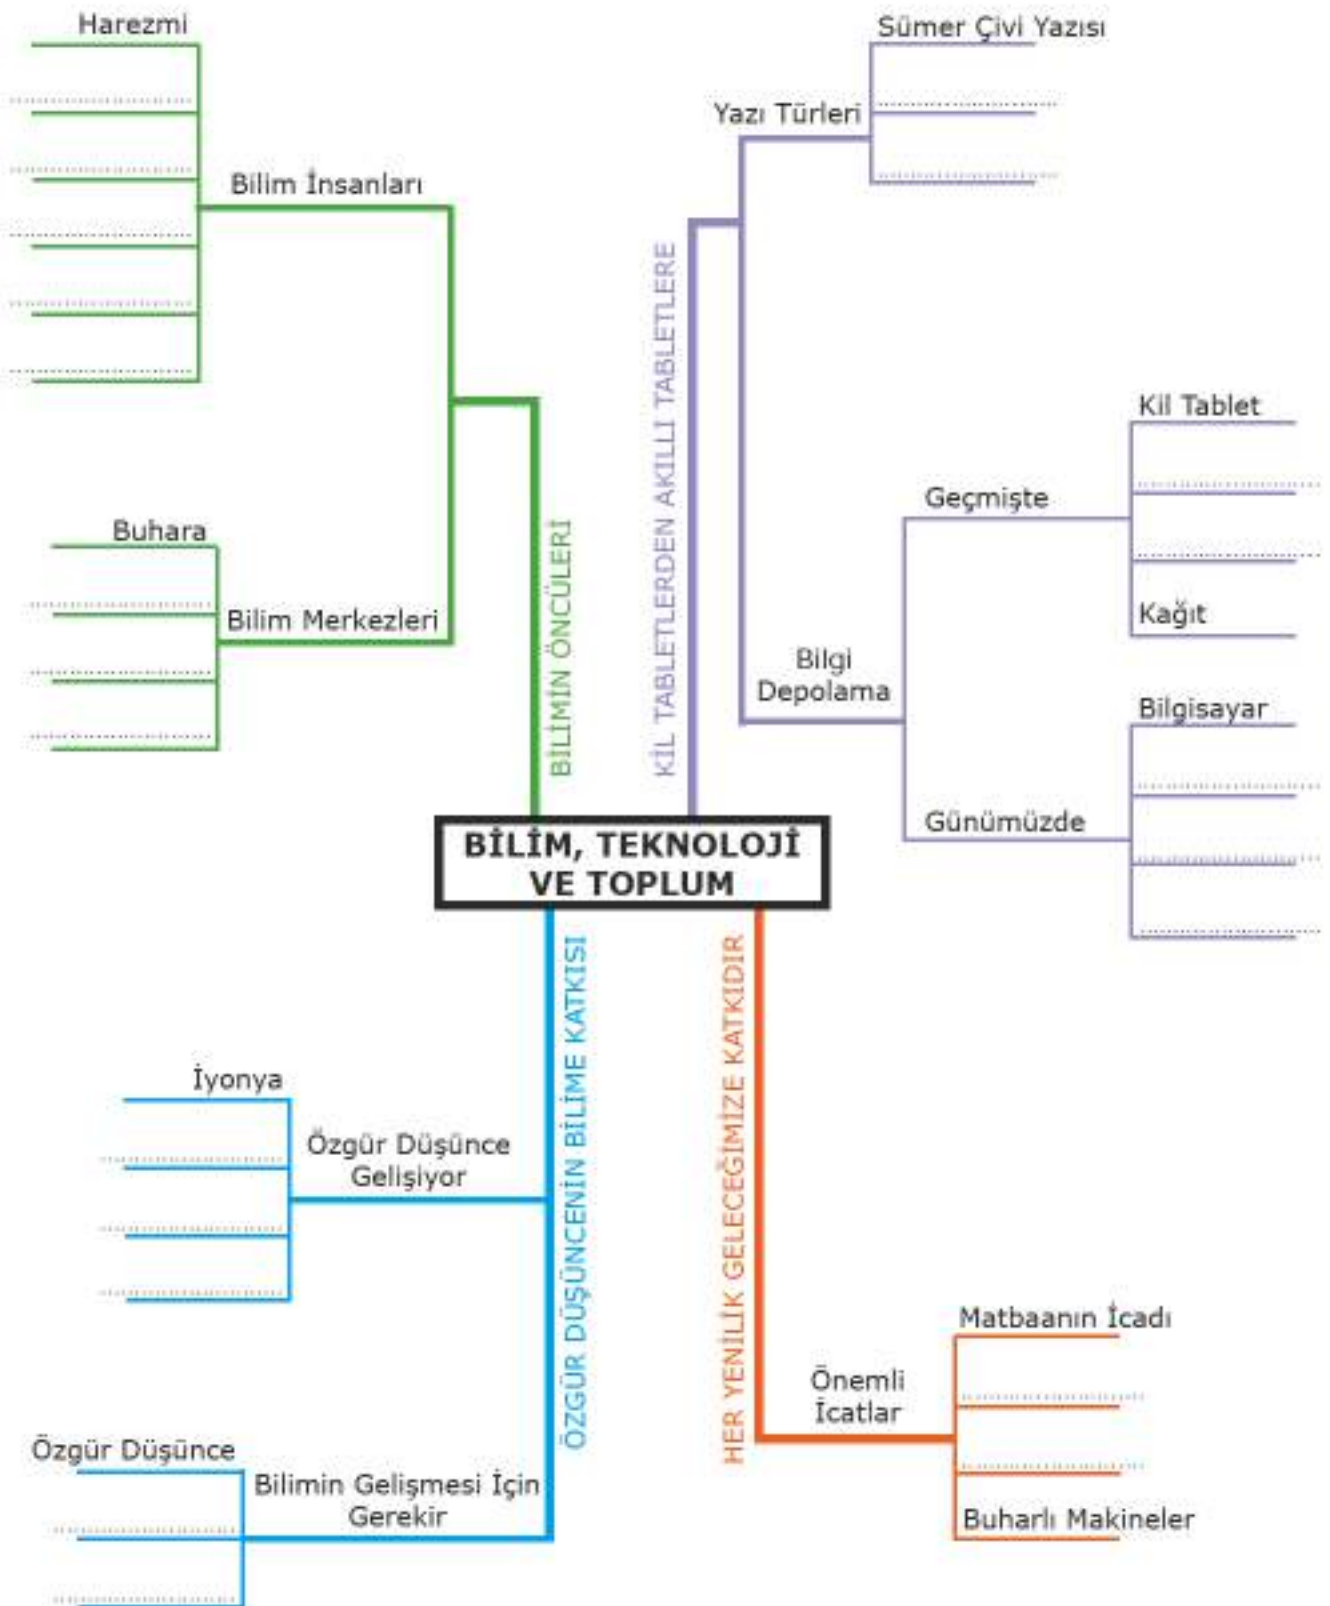 Harezmi
Bilim İnsanları
Buhara
Bilim Merkezleri
BİLİMİN ÖNCÜLERİ
Sümer Çivi Yazısı
Yazı Türleri
KİL TABLETLERDEN AKILLI TABLETLERE
Kil Tablet
Geçmişte
Kağıt
Bilgi
Depolama
Bilgisayar
Günümüzde
BİLİM, TEKNOLOJİ
VE TOPLUM
İyonya
Özgür Düşünce
Gelişiyor
ÖZGÜR DÜŞÜNCENİN BİLİME KATKISI
Özgür Düşünce
Bilimin Gelişmesi İçin
Gerekir
HER YENİLİK GELECEĞİMİZE KATKIDIR
Matbaanın İcadı
Önemli
İcatlar
Buharlı Makineler